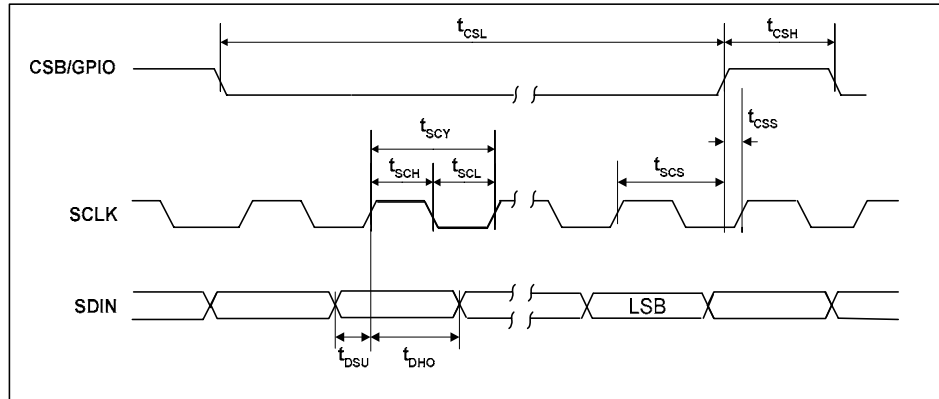 tCSL
tCSH
CSB/GPIO
tCSS
tSCY
tSCH
tSCL
tSCS
SCLK
SDIN
LSB
tDSU
tDHO